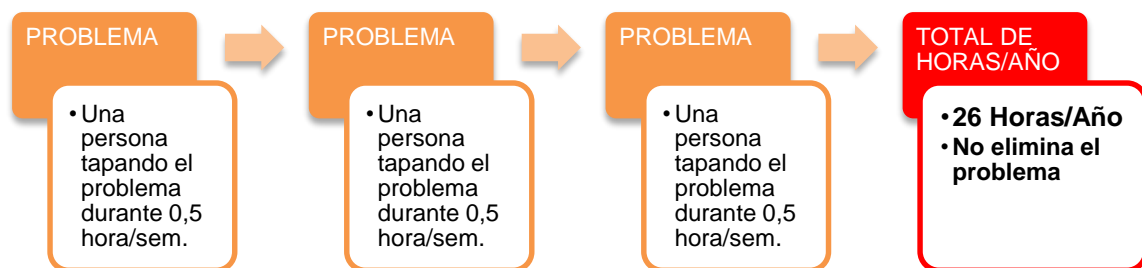 PROBLEMA
• Una
persona
tapando el
problema
durante 0,5
hora/sem.
PROBLEMA
• Una
persona
tapando el
problema
durante 0,5
hora/sem.
PROBLEMA
• Una
persona
tapando el
problema
durante 0,5
hora/sem.
TOTAL DE
HORAS/AÑO
• 26 Horas/Año
• No elimina el
problema